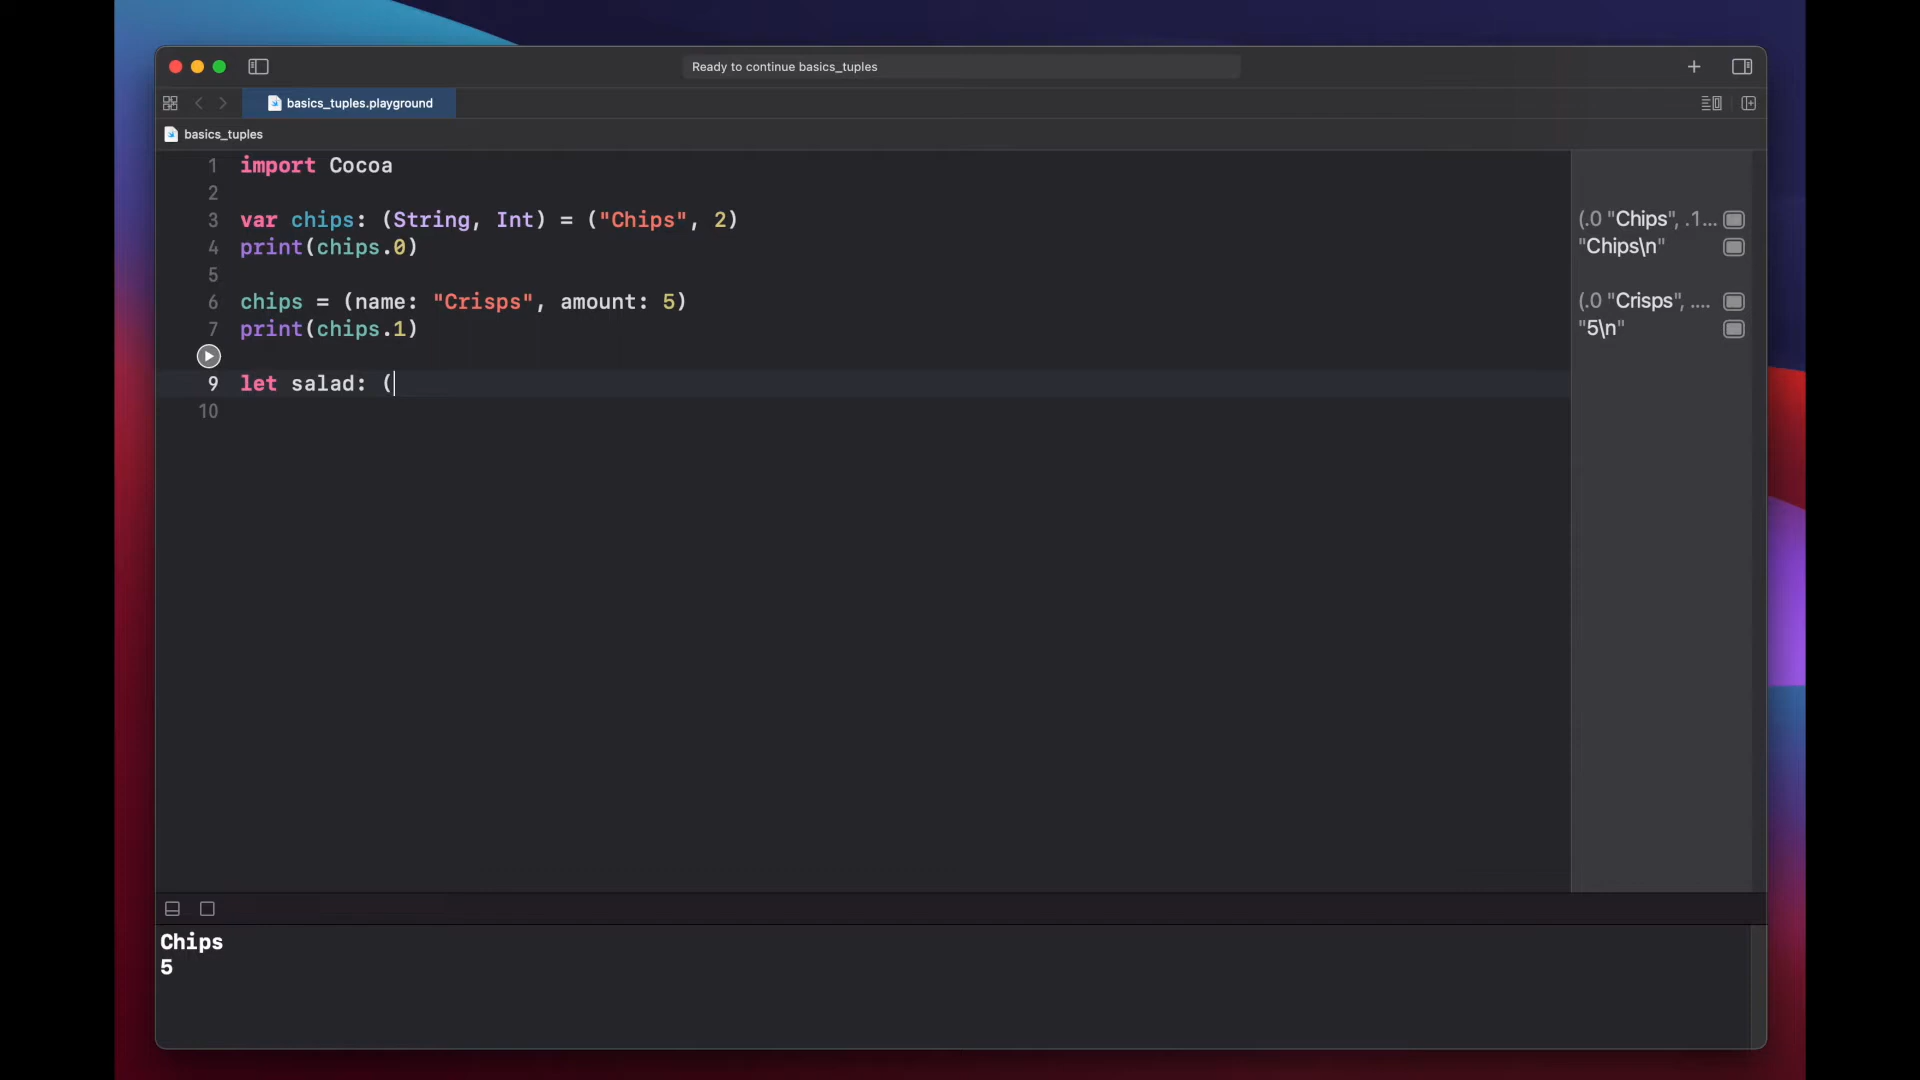 Ready to continue basics_tuples
basics_tuples.playground
basics_tuples
1 import Cocoa
2
3 var chips: (String, Int) = ("Chips", 2) (.0 "Chips", .1...
4 print(chips.0) "Chips\n"
5
6 chips = (name: "Crisps", amount: 5) (.0 "Crisps", ....
7 print(chips.1) "5\n"
9 let salad: (
10
Chips
5